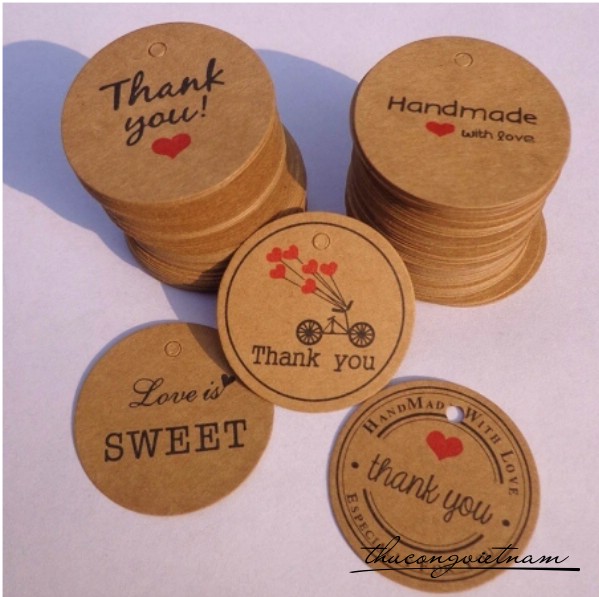 Thank
you!
Handmade
with love
Thank you
Love is
SWEET
HANDMADE WITH LOVE
thank you
thucongvietnam